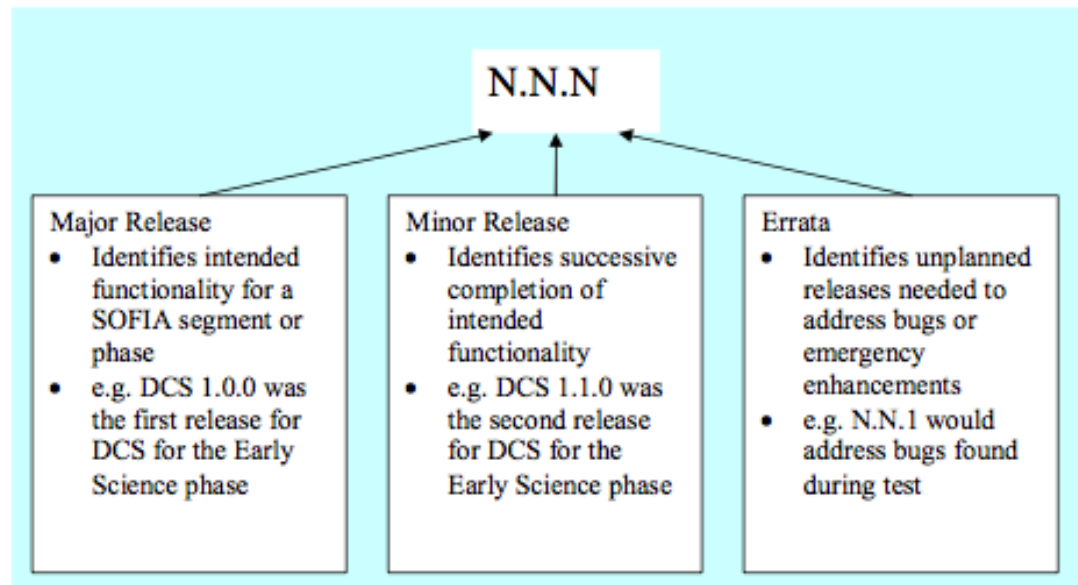 N.N.N
Major Release
• Identifies intended
functionality for a
SOFIA segment or
phase
• e.g. DCS 1.0.0 was
the first release for
DCS for the Early
Science phase
Minor Release
• Identifies successive
completion of
intended
functionality
• e.g. DCS 1.1.0 was
the second release
for DCS for the
Early Science phase
Errata
• Identifies unplanned
releases needed to
address bugs or
emergency
enhancements
• e.g. N.N.1 would
address bugs found
during test